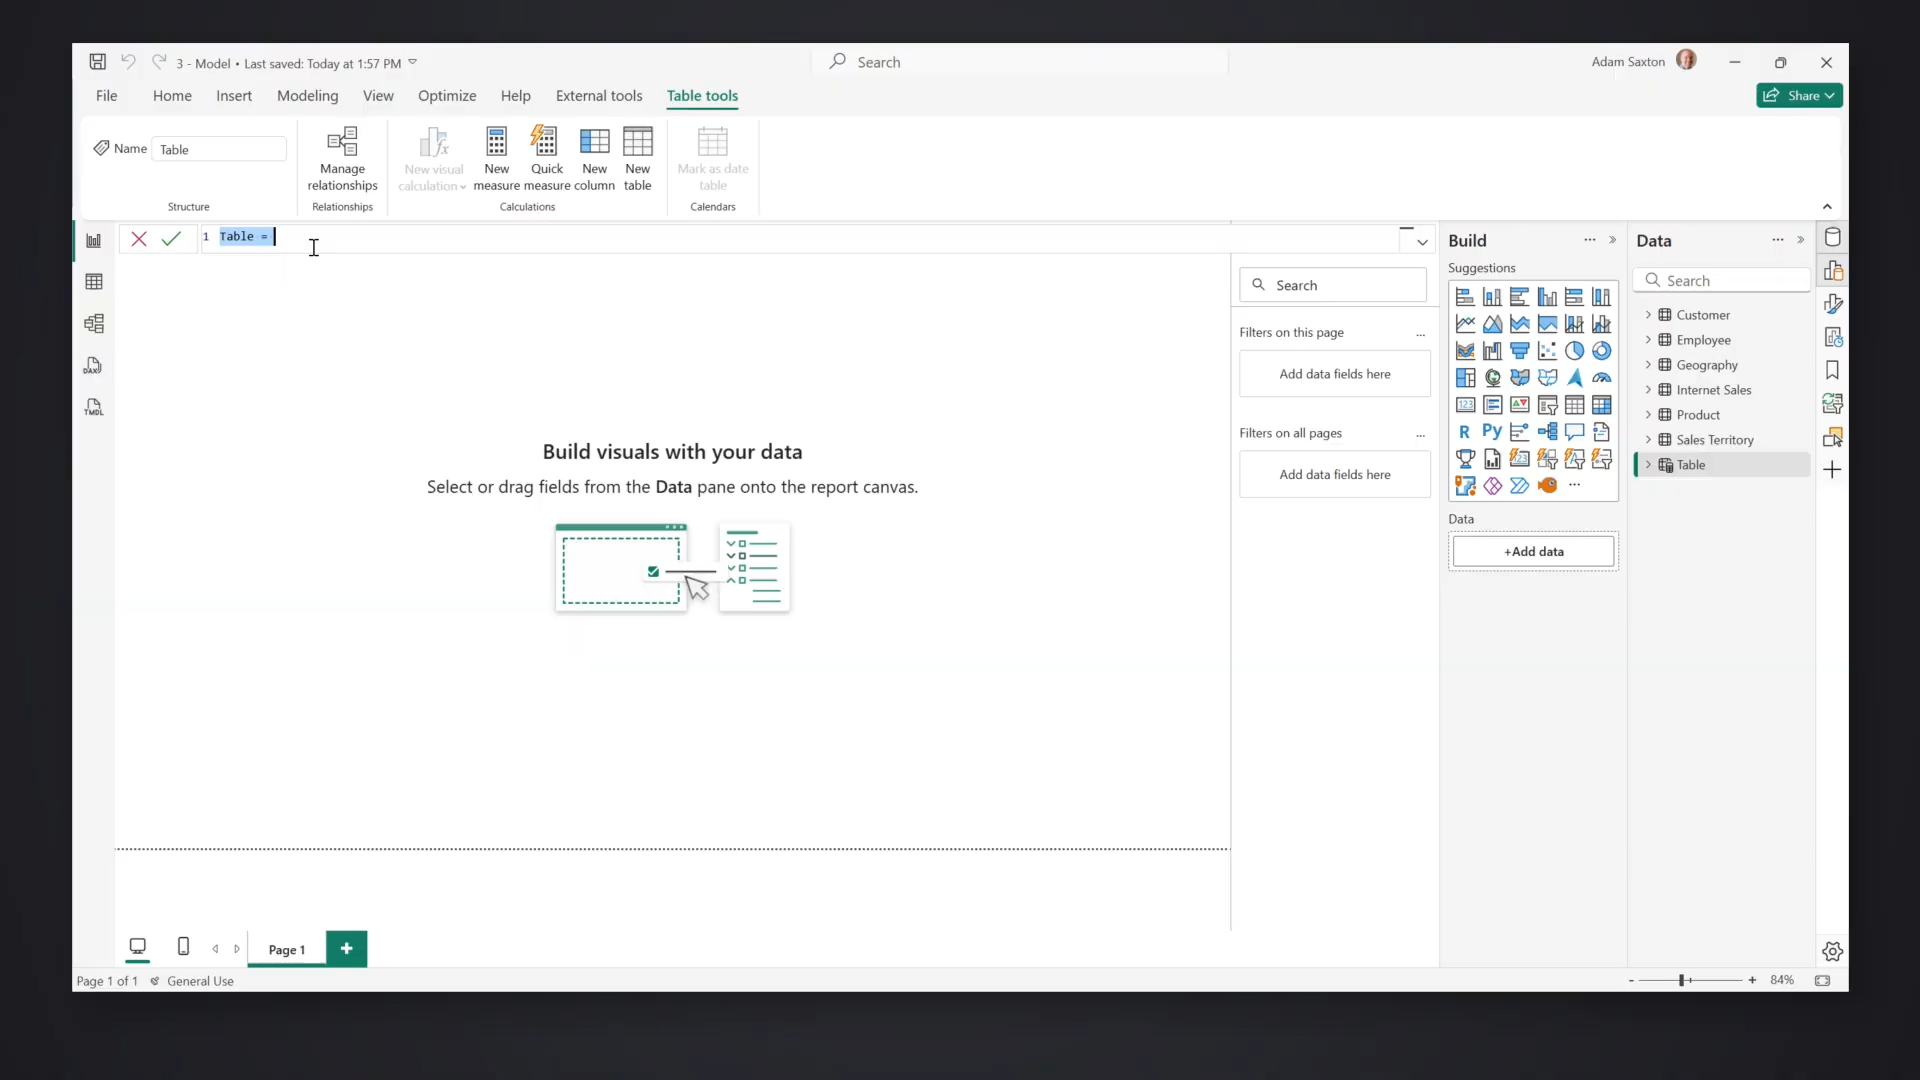 3 - Model • Last saved: Today at 1:57 PM
Search
Adam Saxton
File
Home
Insert
Modeling
View
Optimize
Help
External tools
Table tools
Share
Name
Table
Structure
Manage
relationships
Relationships
New visual
calculation
New
measure
Quick
measure
New
column
New
table
Calculations
Mark as date
table
Calendars
1 Table =
DAX
TMDL
Build visuals with your data
Select or drag fields from the Data pane onto the report canvas.
Search
Filters on this page
...
Add data fields here
Filters on all pages
...
Add data fields here
Build
Suggestions
123
R
Py
123
...
Data
+Add data
Data
Search
Customer
Employee
Geography
Internet Sales
Product
Sales Territory
Table
Page 1
+
Page 1 of 1
General Use
-
+
84%